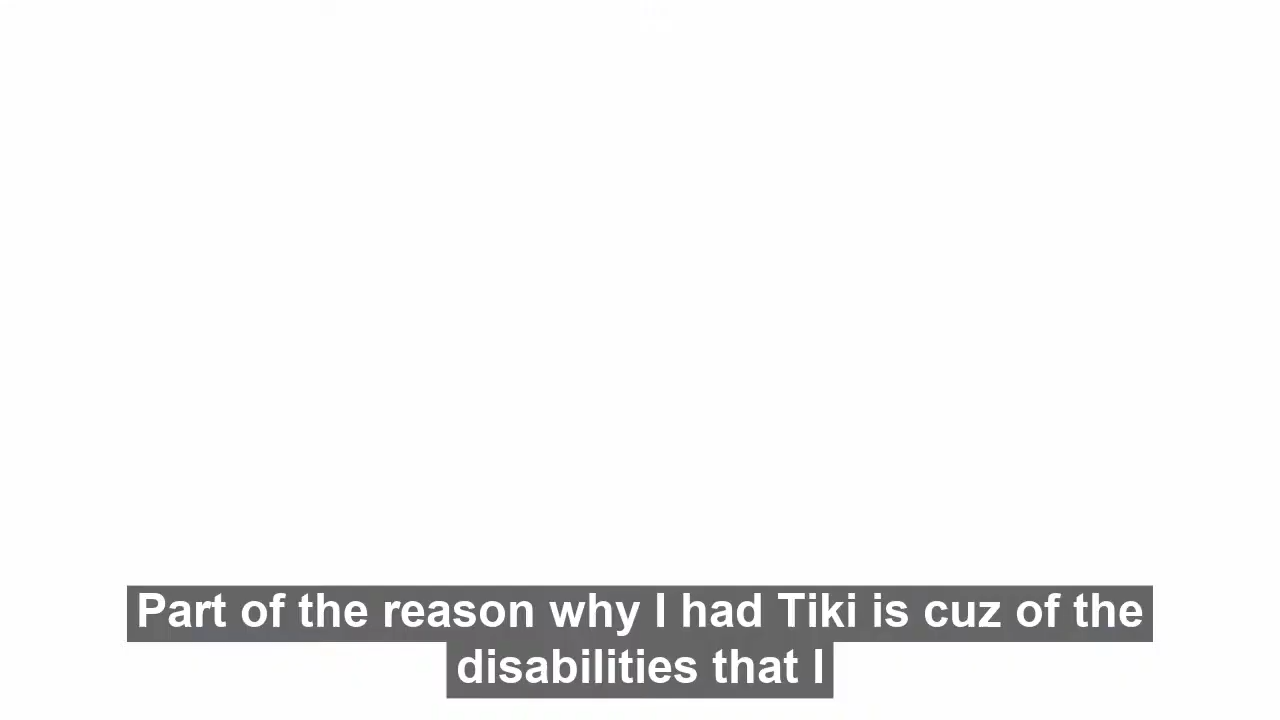 Part of the reason why I had Tiki is cuz of the
disabilities that I